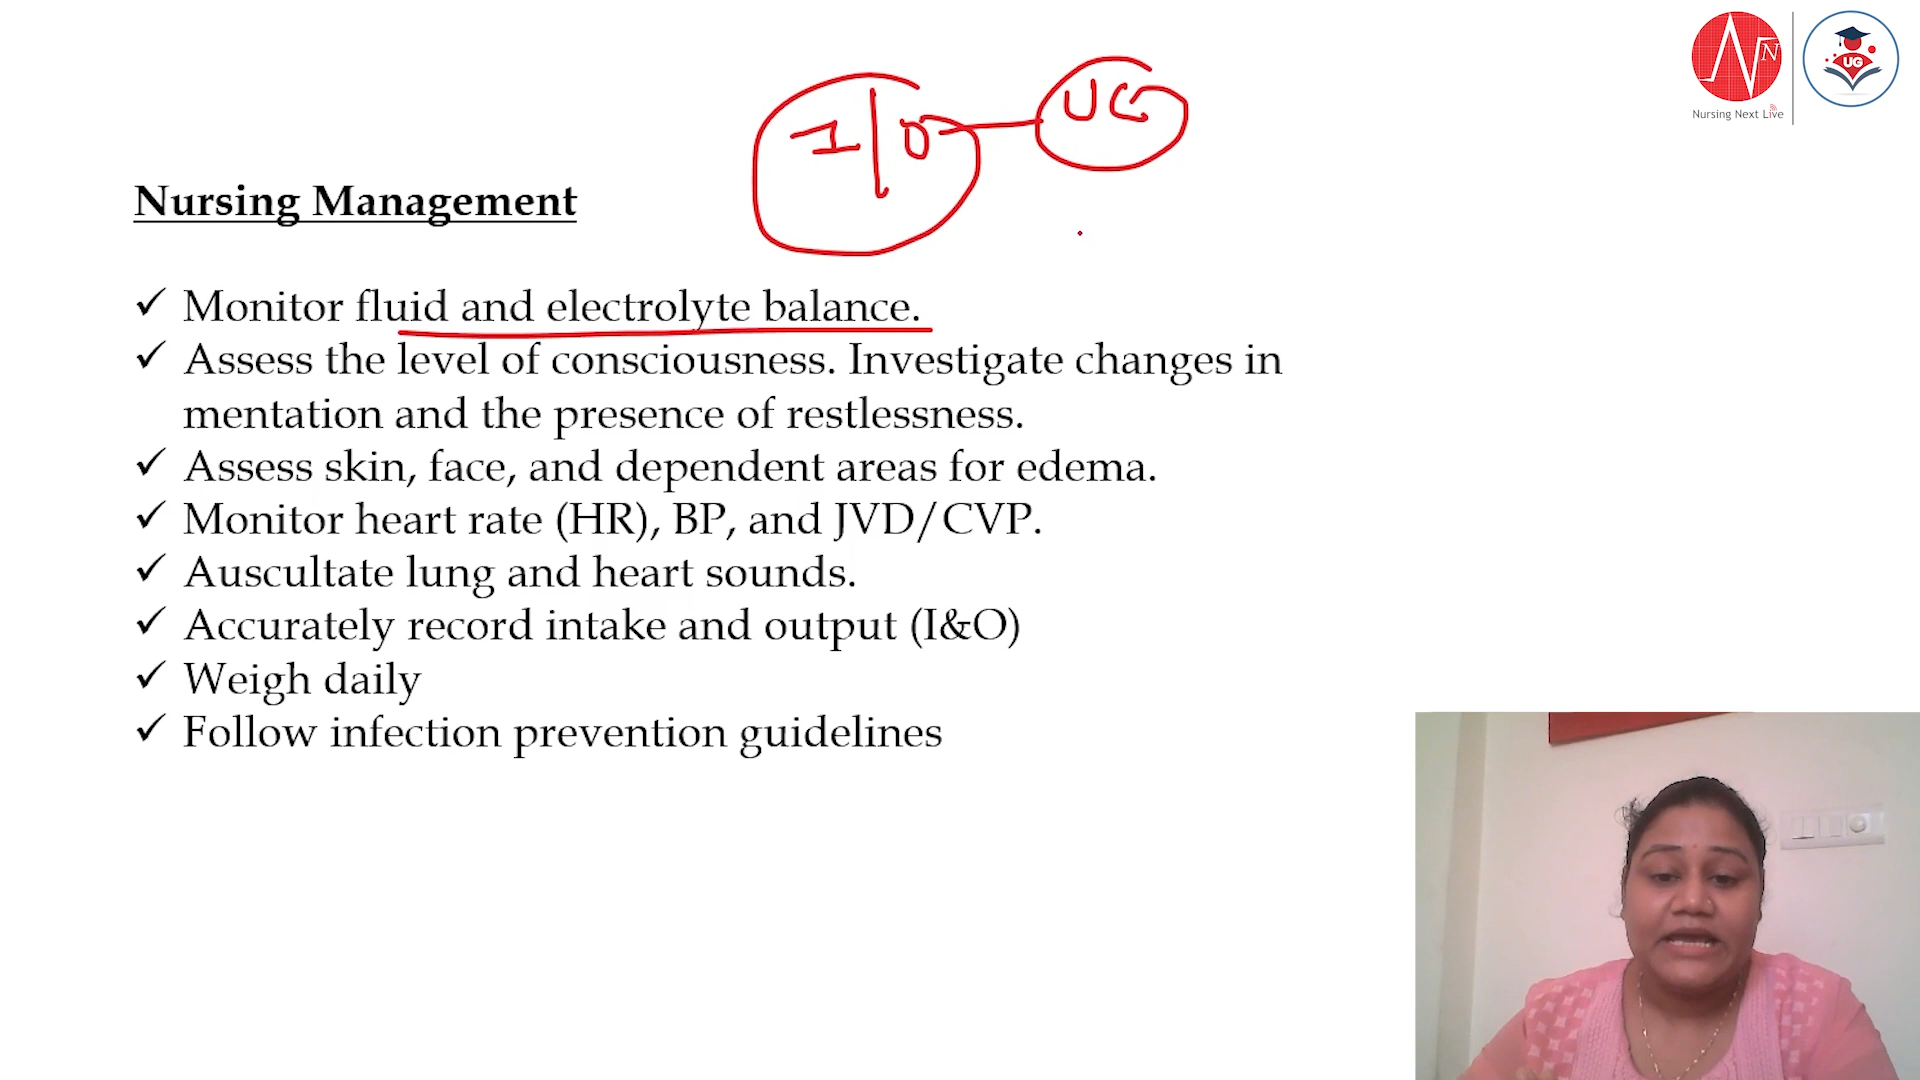 I|O UG
N
UG
Nursing Next Live
Nursing Management
✓ Monitor fluid and electrolyte balance.
✓ Assess the level of consciousness. Investigate changes in
mentation and the presence of restlessness.
✓ Assess skin, face, and dependent areas for edema.
✓ Monitor heart rate (HR), BP, and JVD/CVP.
✓ Auscultate lung and heart sounds.
✓ Accurately record intake and output (I&O)
✓ Weigh daily
✓ Follow infection prevention guidelines